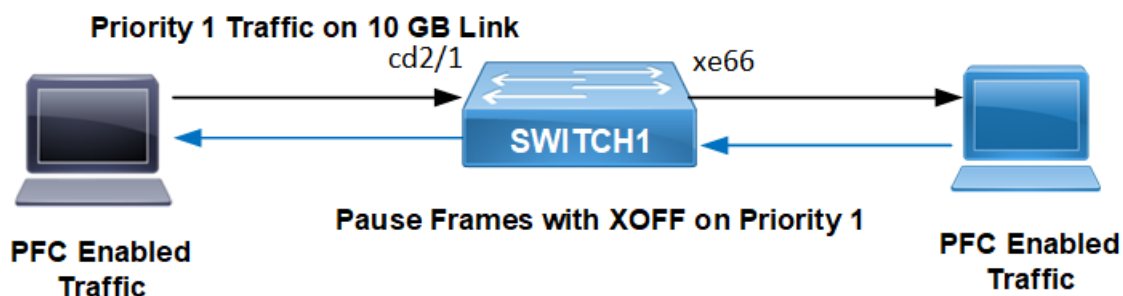 Priority 1 Traffic on 10 GB Link
cd2/1
xe66
SWITCH1
Pause Frames with XOFF on Priority 1
PFC Enabled
Traffic
PFC Enabled
Traffic